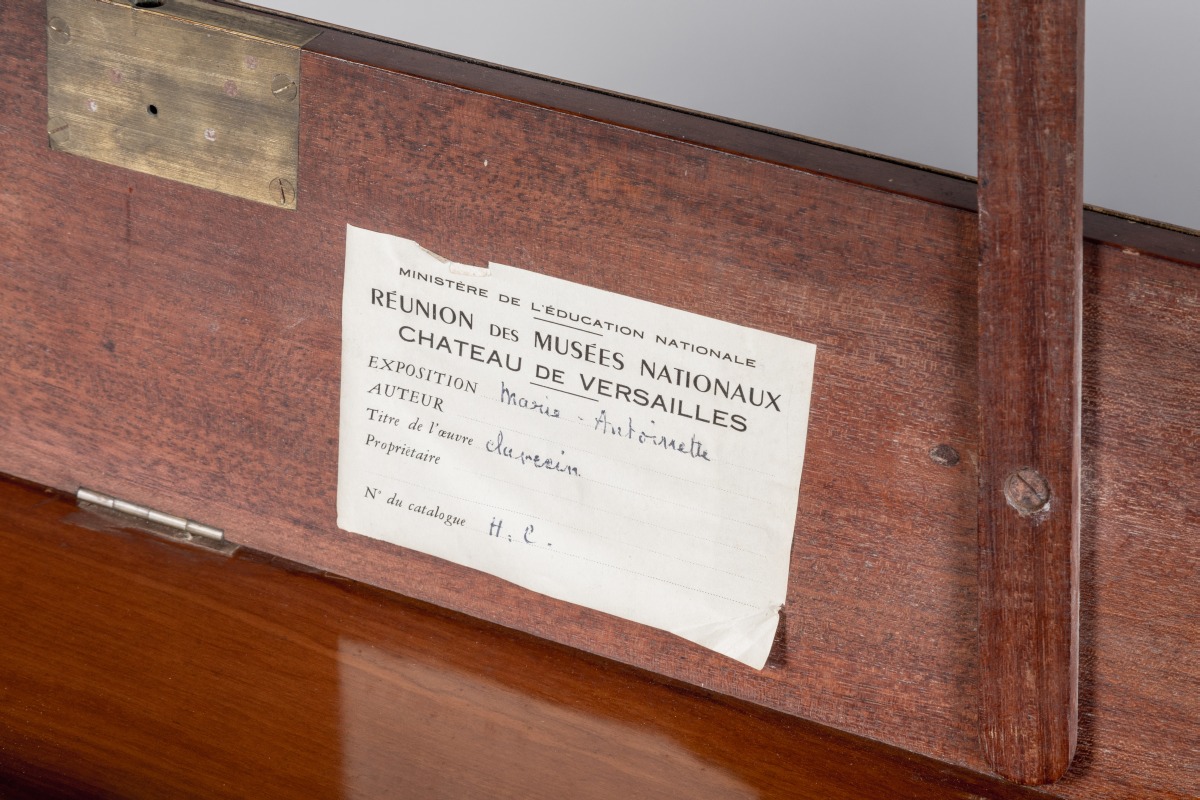 MINISTÈRE DE L'ÉDUCATION NATIONALE
RÉUNION DES MUSÉES NATIONAUX
CHATEAU DE VERSAILLES
EXPOSITION Marie-Antoinette
AUTEUR
Titre de l'œuvre clavecin
Propriétaire
N° du catalogue H.C.